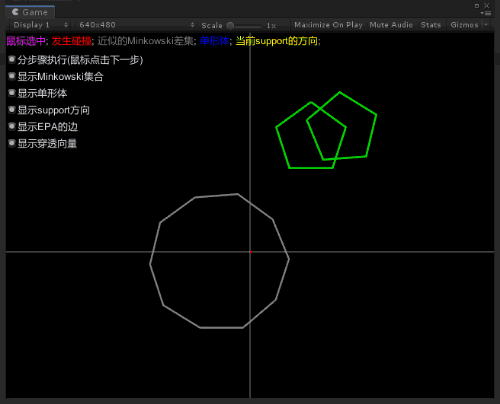 Game
Display 1 640x480 Scale 1x Maximize On Play Mute Audio Stats Gizmos
鼠标选中; 发生碰撞; 近似的Minkowski差集; 单形体; 当前support的方向;
分步骤执行(鼠标点击下一步)
显示Minkowski集合
显示单形体
显示support方向
显示EPA的边
显示穿透向量